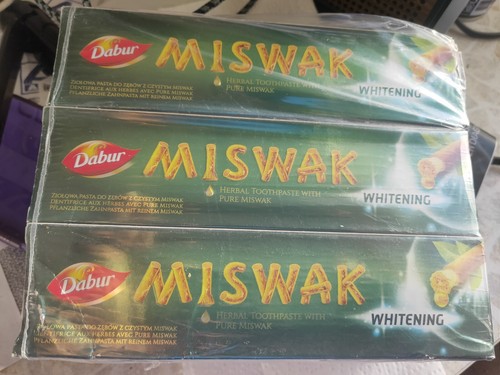 Dabur
MISWAK
HERBAL TOOTHPASTE WITH
PURE MISWAK
WHITENING
ZIOŁOWA PASTA DO ZĘBÓW Z CZYSTYM MISWAK
DENTIFRICE AUX HERBES AVEC PURE MISWAK
PFLANZLICHE ZAHNPASTA MIT REINEM MISWAK
Dabur
MISWAK
HERBAL TOOTHPASTE WITH
PURE MISWAK
WHITENING
ZIOŁOWA PASTA DO ZĘBÓW Z CZYSTYM MISWAK
DENTIFRICE AUX HERBES AVEC PURE MISWAK
PFLANZLICHE ZAHNPASTA MIT REINEM MISWAK
Dabur
MISWAK
HERBAL TOOTHPASTE WITH
PURE MISWAK
WHITENING
ZIOŁOWA PASTA DO ZĘBÓW Z CZYSTYM MISWAK
DENTIFRICE AUX HERBES AVEC PURE MISWAK
PFLANZLICHE ZAHNPASTA MIT REINEM MISWAK